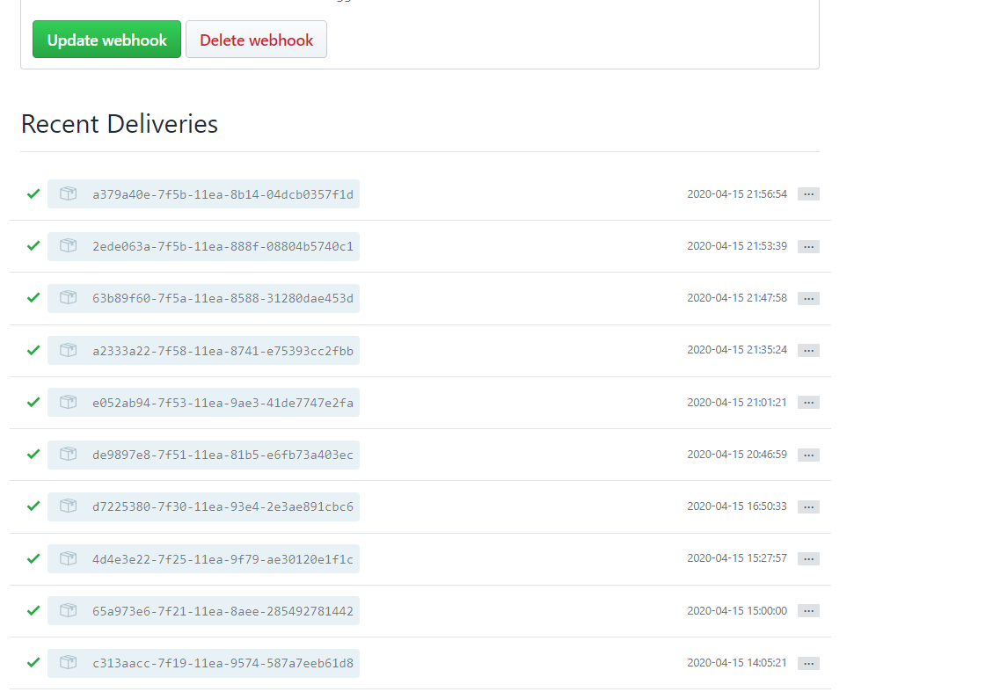 Update webhook Delete webhook
Recent Deliveries
a379a40e-7f5b-11ea-8b14-04dcb0357f1d 2020-04-15 21:56:54 ...
2ede063a-7f5b-11ea-888f-08804b5740c1 2020-04-15 21:53:39 ...
63b89f60-7f5a-11ea-8588-31280dae453d 2020-04-15 21:47:58 ...
a2333a22-7f58-11ea-8741-e75393cc2fbb 2020-04-15 21:35:24 ...
e052ab94-7f53-11ea-9ae3-41de7747e2fa 2020-04-15 21:01:21 ...
de9897e8-7f51-11ea-81b5-e6fb73a403ec 2020-04-15 20:46:59 ...
d7225380-7f30-11ea-93e4-2e3ae891cbc6 2020-04-15 16:50:33 ...
4d4e3e22-7f25-11ea-9f79-ae30120e1f1c 2020-04-15 15:27:57 ...
65a973e6-7f21-11ea-8aee-285492781442 2020-04-15 15:00:00 ...
c313aacc-7f19-11ea-9574-587a7eeb61d8 2020-04-15 14:05:21 ...